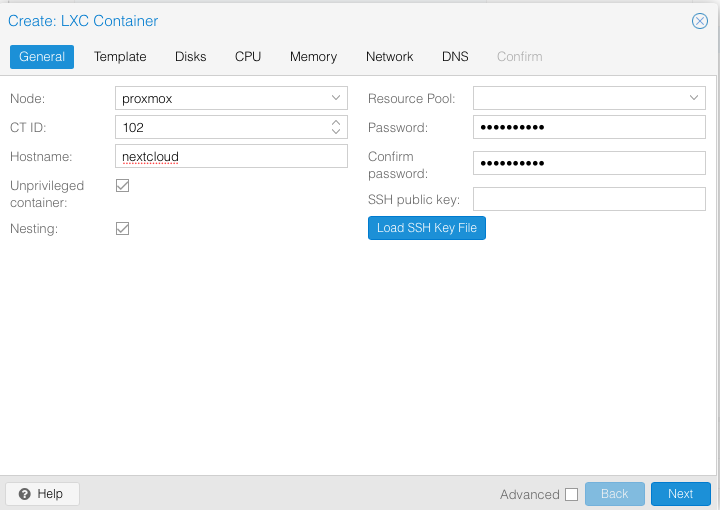 Create: LXC Container
General Template Disks CPU Memory Network DNS Confirm
Node: proxmox
CT ID: 102
Hostname: nextcloud
Unprivileged
container:
Nesting:
Resource Pool:
Password: ●●●●●●●●●●
Confirm
password: ●●●●●●●●●●
SSH public key:
Load SSH Key File
Help
Advanced
Back
Next